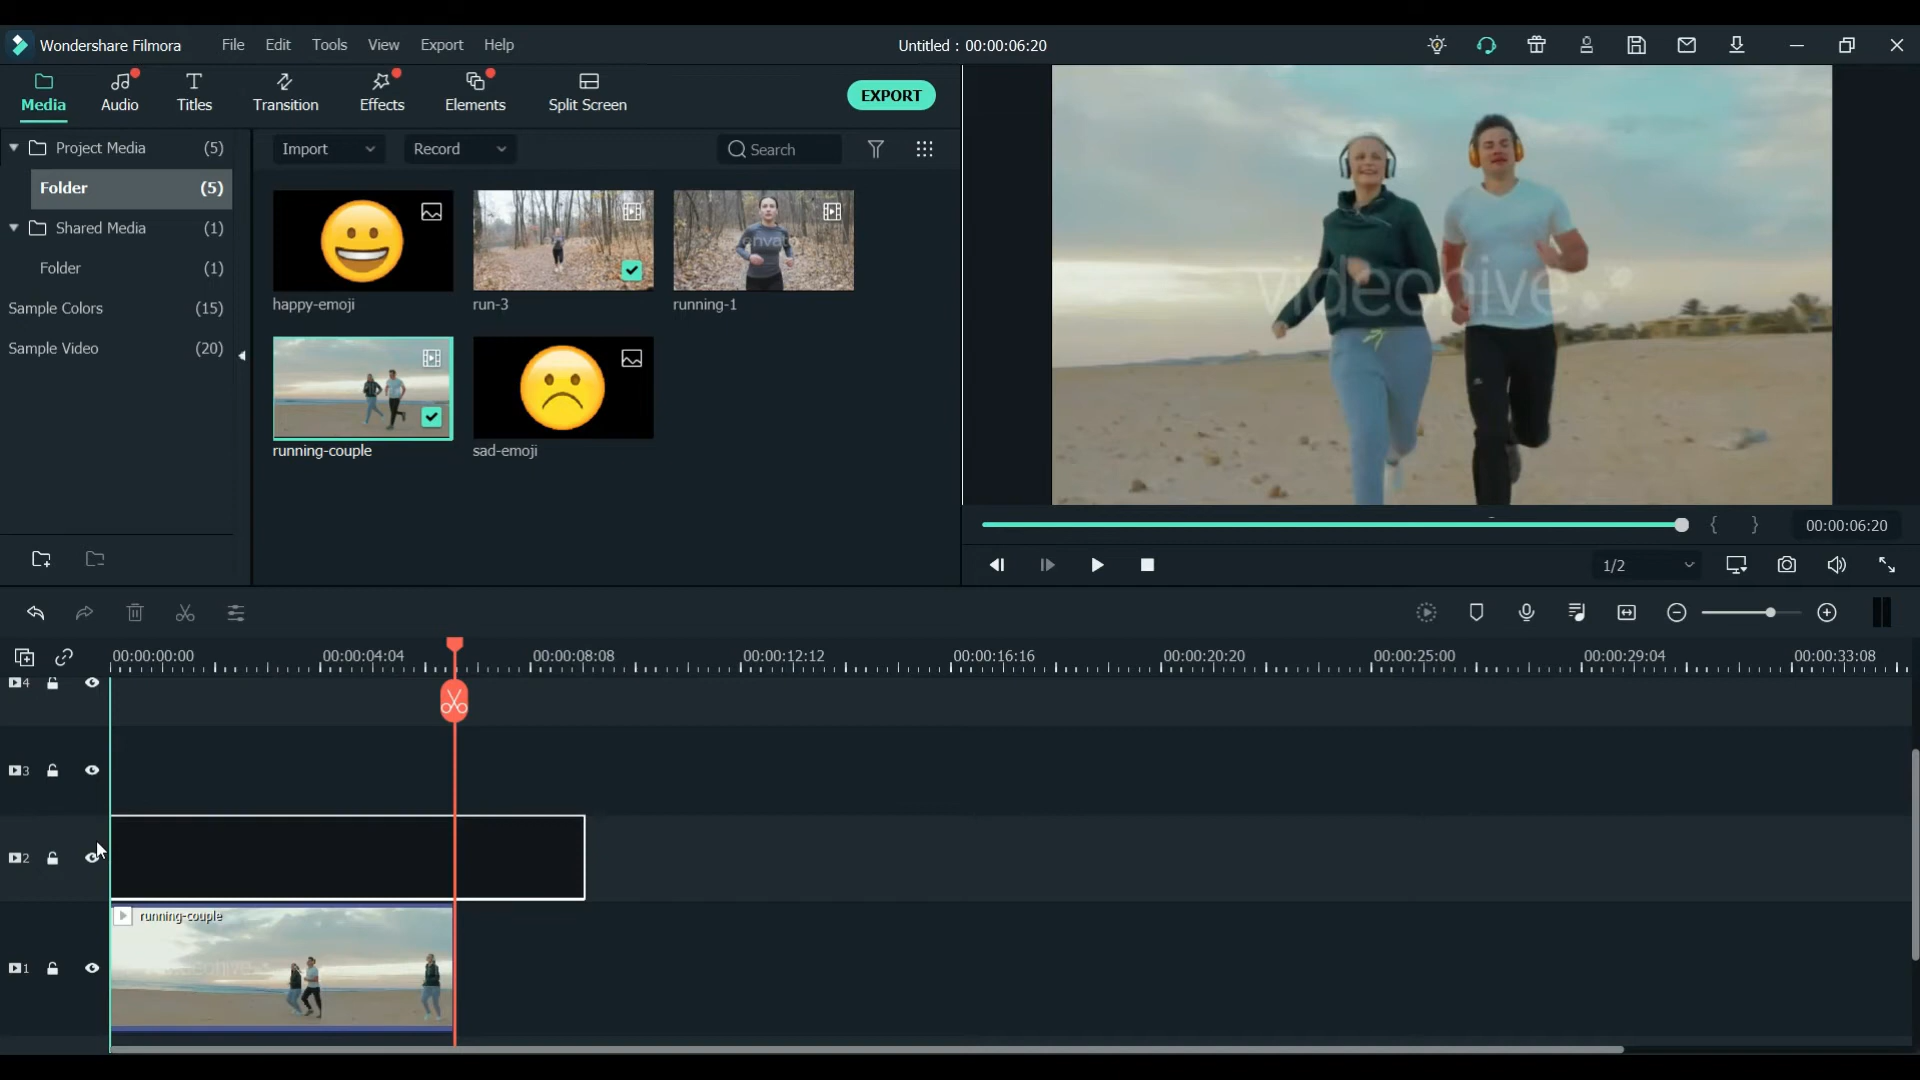 Wondershare Filmora
File Edit Tools View Export Help
Untitled : 00:00:06:20
Media Audio Titles Transition Effects Elements Split Screen
EXPORT
Project Media (5)
Folder (5)
Shared Media (1)
Folder (1)
Sample Colors (15)
Sample Video (20)
Import Record Search
happy-emoji
run-3
running-1
running-couple
sad-emoji
videohive
00:00:06:20
1/2
00:00:00:00 00:00:04:04 00:00:08:08 00:00:12:12 00:00:16:16 00:00:20:20 00:00:25:00 00:00:29:04 00:00:33:08
4
3
2
running-couple
1